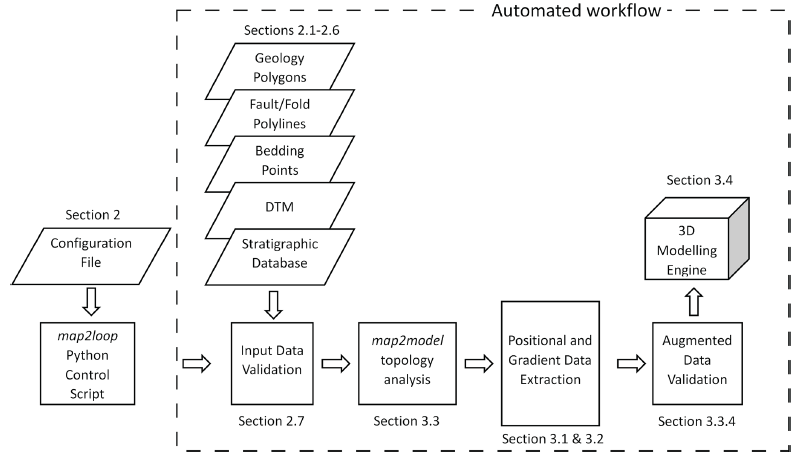 Automated workflow
Sections 2.1-2.6
Geology
Polygons
Fault/Fold
Polylines
Bedding
Points
DTM
Stratigraphic
Database
Section 2
Configuration
File
map2loop
Python
Control
Script
Input Data
Validation
Section 2.7
map2model
topology
analysis
Section 3.3
Positional and
Gradient Data
Extraction
Section 3.1 & 3.2
Augmented
Data
Validation
Section 3.3.4
Section 3.4
3D
Modelling
Engine